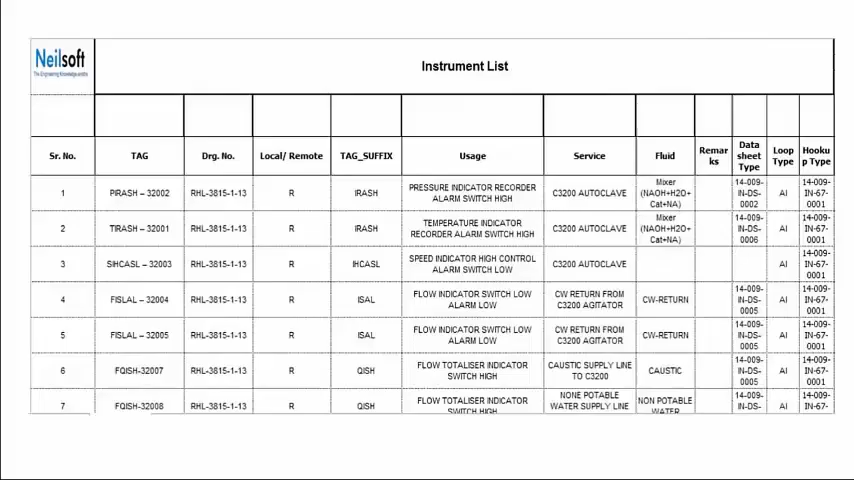 Neilsoft
The Engineering Knowledge-works
Instrument List
Sr. No. TAG Drg. No. Local/ Remote TAG_SUFFIX Usage Service Fluid Remar ks Data sheet Type Loop Type Hooku p Type
1 PIRASH – 32002 RHL-3815-1-13 R IRASH PRESSURE INDICATOR RECORDER ALARM SWITCH HIGH C3200 AUTOCLAVE Mixer (NAOH+H2O+ Cat+NA) 14-009- IN-DS- 0002 AI 14-009- IN-67- 0001
2 TIRASH – 32001 RHL-3815-1-13 R IRASH TEMPERATURE INDICATOR RECORDER ALARM SWITCH HIGH C3200 AUTOCLAVE Mixer (NAOH+H2O+ Cat+NA) 14-009- IN-DS- 0006 AI 14-009- IN-67- 0001
3 SIHCASL – 32003 RHL-3815-1-13 R IHCASL SPEED INDICATOR HIGH CONTROL ALARM SWITCH LOW C3200 AUTOCLAVE AI 14-009- IN-67- 0001
4 FISLAL – 32004 RHL-3815-1-13 R ISAL FLOW INDICATOR SWITCH LOW ALARM LOW CW RETURN FROM C3200 AGITATOR CW-RETURN 14-009- IN-DS- 0005 AI 14-009- IN-67- 0001
5 FISLAL – 32005 RHL-3815-1-13 R ISAL FLOW INDICATOR SWITCH LOW ALARM LOW CW RETURN FROM C3200 AGITATOR CW-RETURN 14-009- IN-DS- 0005 AI 14-009- IN-67- 0001
6 FQISH-32007 RHL-3815-1-13 R QISH FLOW TOTALISER INDICATOR SWITCH HIGH CAUSTIC SUPPLY LINE TO C3200 CAUSTIC 14-009- IN-DS- 0005 AI 14-009- IN-67- 0001
7 FQISH-32008 RHL-3815-1-13 R QISH FLOW TOTALISER INDICATOR SWITCH HIGH NONE POTABLE WATER SUPPLY LINE NON POTABLE WATER 14-009- IN-DS- AI 14-009- IN-67-